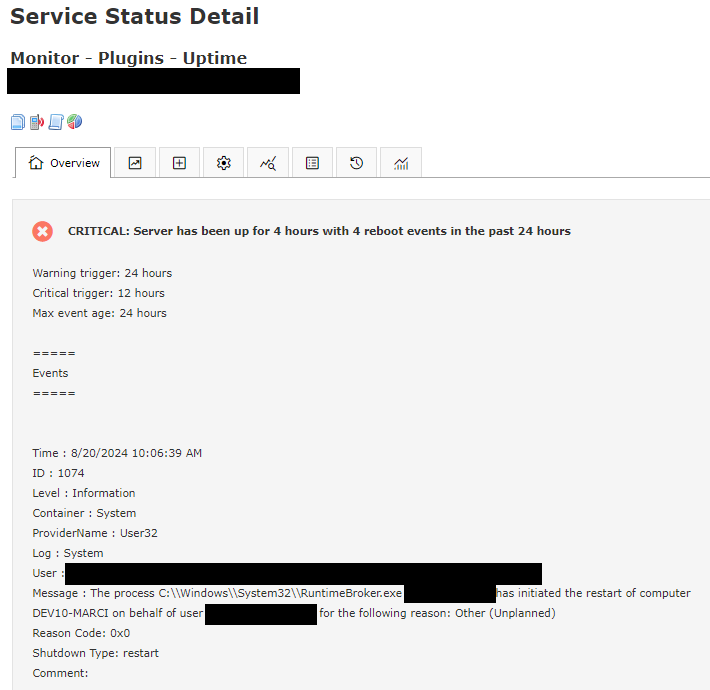 Service Status Detail
Monitor - Plugins - Uptime
Overview
CRITICAL: Server has been up for 4 hours with 4 reboot events in the past 24 hours
Warning trigger: 24 hours
Critical trigger: 12 hours
Max event age: 24 hours
=====
Events
=====
Time : 8/20/2024 10:06:39 AM
ID : 1074
Level : Information
Container : System
ProviderName : User32
Log : System
User :
Message : The process C:\\Windows\\System32\\RuntimeBroker.exe has initiated the restart of computer
DEV10-MARCI on behalf of user for the following reason: Other (Unplanned)
Reason Code: 0x0
Shutdown Type: restart
Comment: